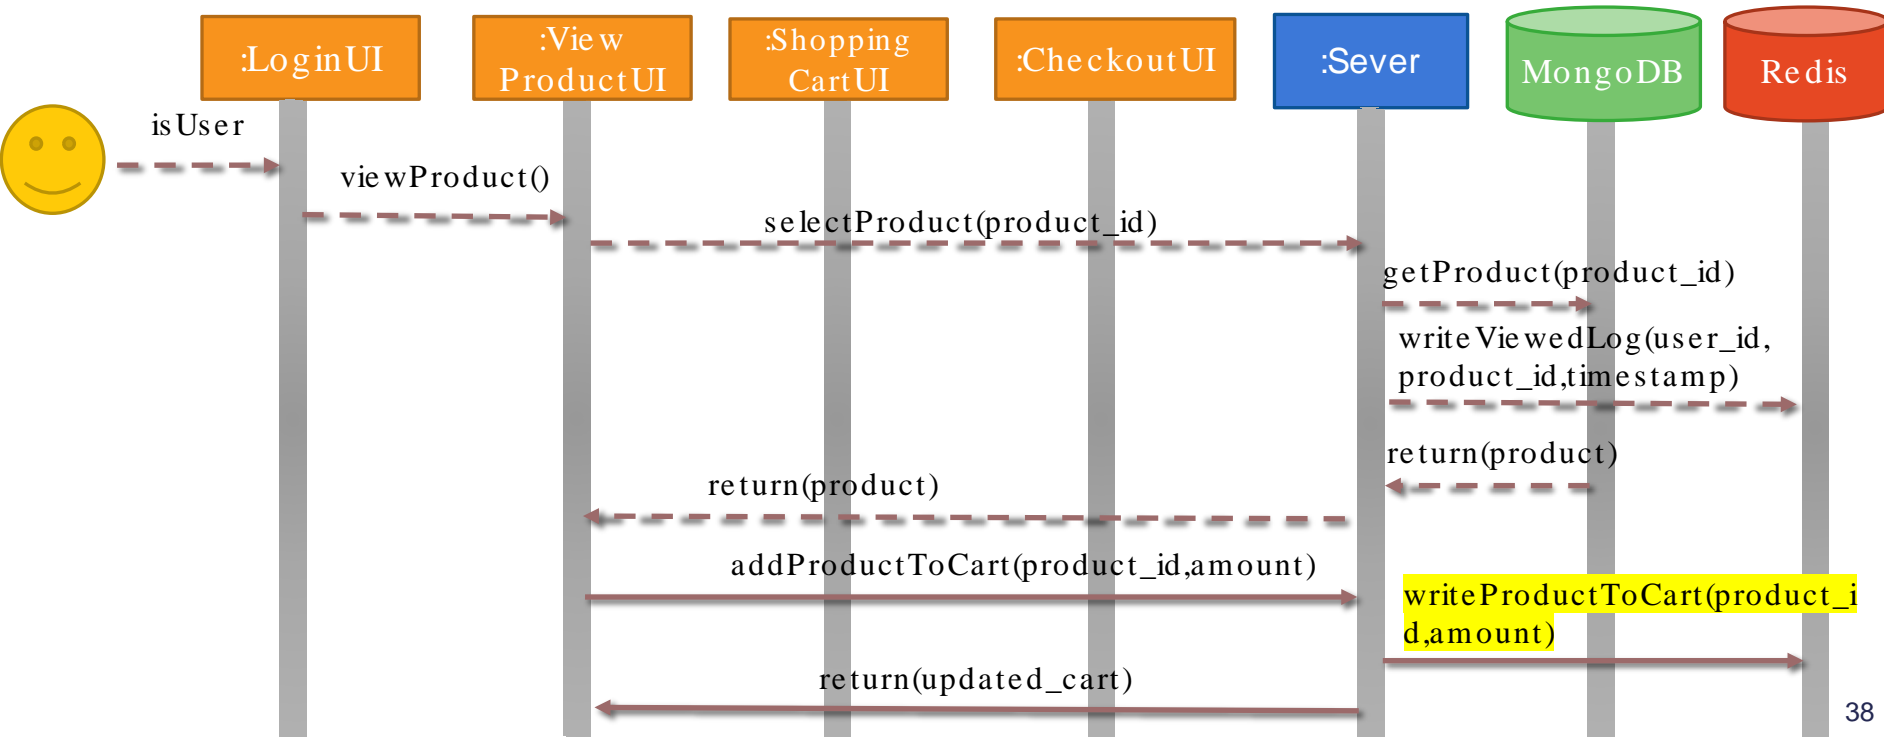 :LoginUI
:View
ProductUI
:Shopping
CartUI
:CheckoutUI
:Sever
MongoDB
Redis
isUser
viewProduct()
selectProduct(product_id)
getProduct(product_id)
writeViewedLog(user_id,
product_id,timestamp)
return(product)
return(product)
addProductToCart(product_id,amount)
writeProductToCart(product_i
d,amount)
return(updated_cart)
38